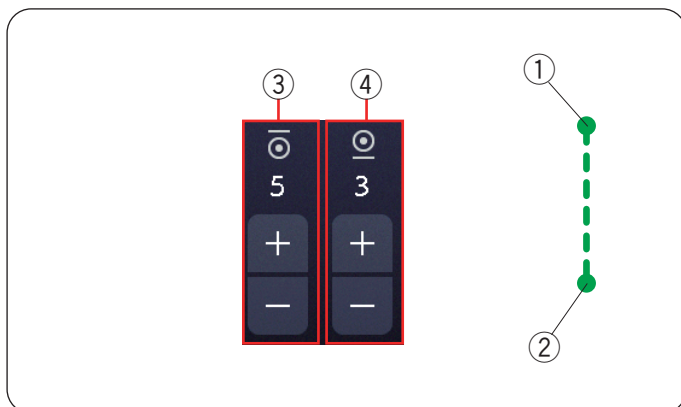 ③ ④ ①
5 3
+ +
− −
②